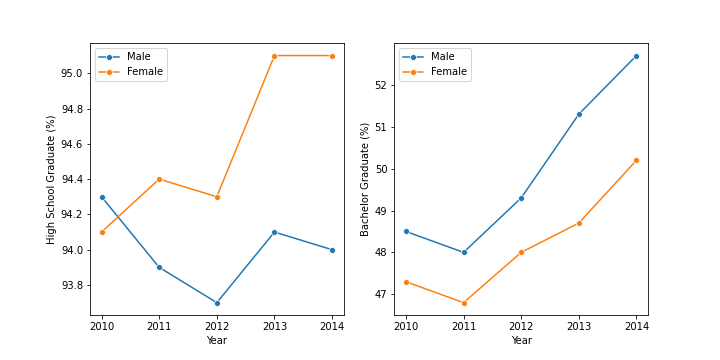 Male
Female
High School Graduate (%)
95.0
94.8
94.6
94.4
94.2
94.0
93.8
2010 2011 2012 2013 2014
Year
Male
Female
Bachelor Graduate (%)
52
51
50
49
48
47
2010 2011 2012 2013 2014
Year